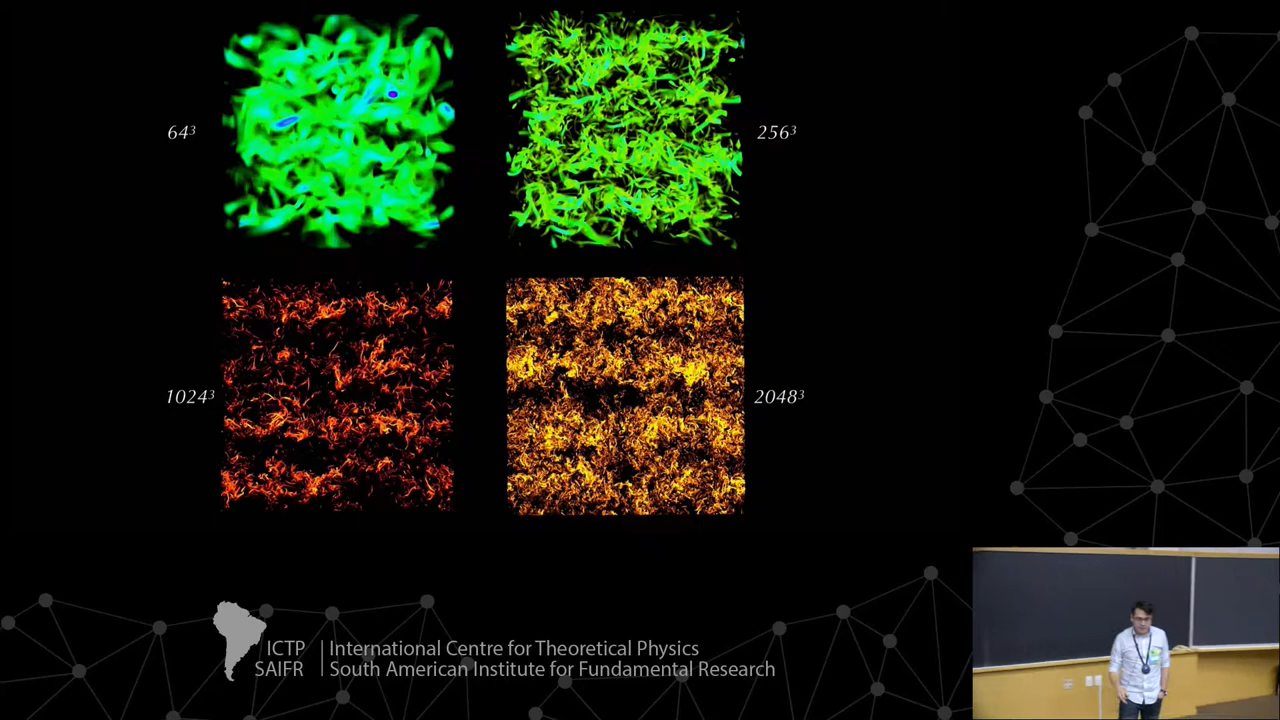 64³
256³
1024³
2048³
ICTP
SAIFR
International Centre for Theoretical Physics
South American Institute for Fundamental Research